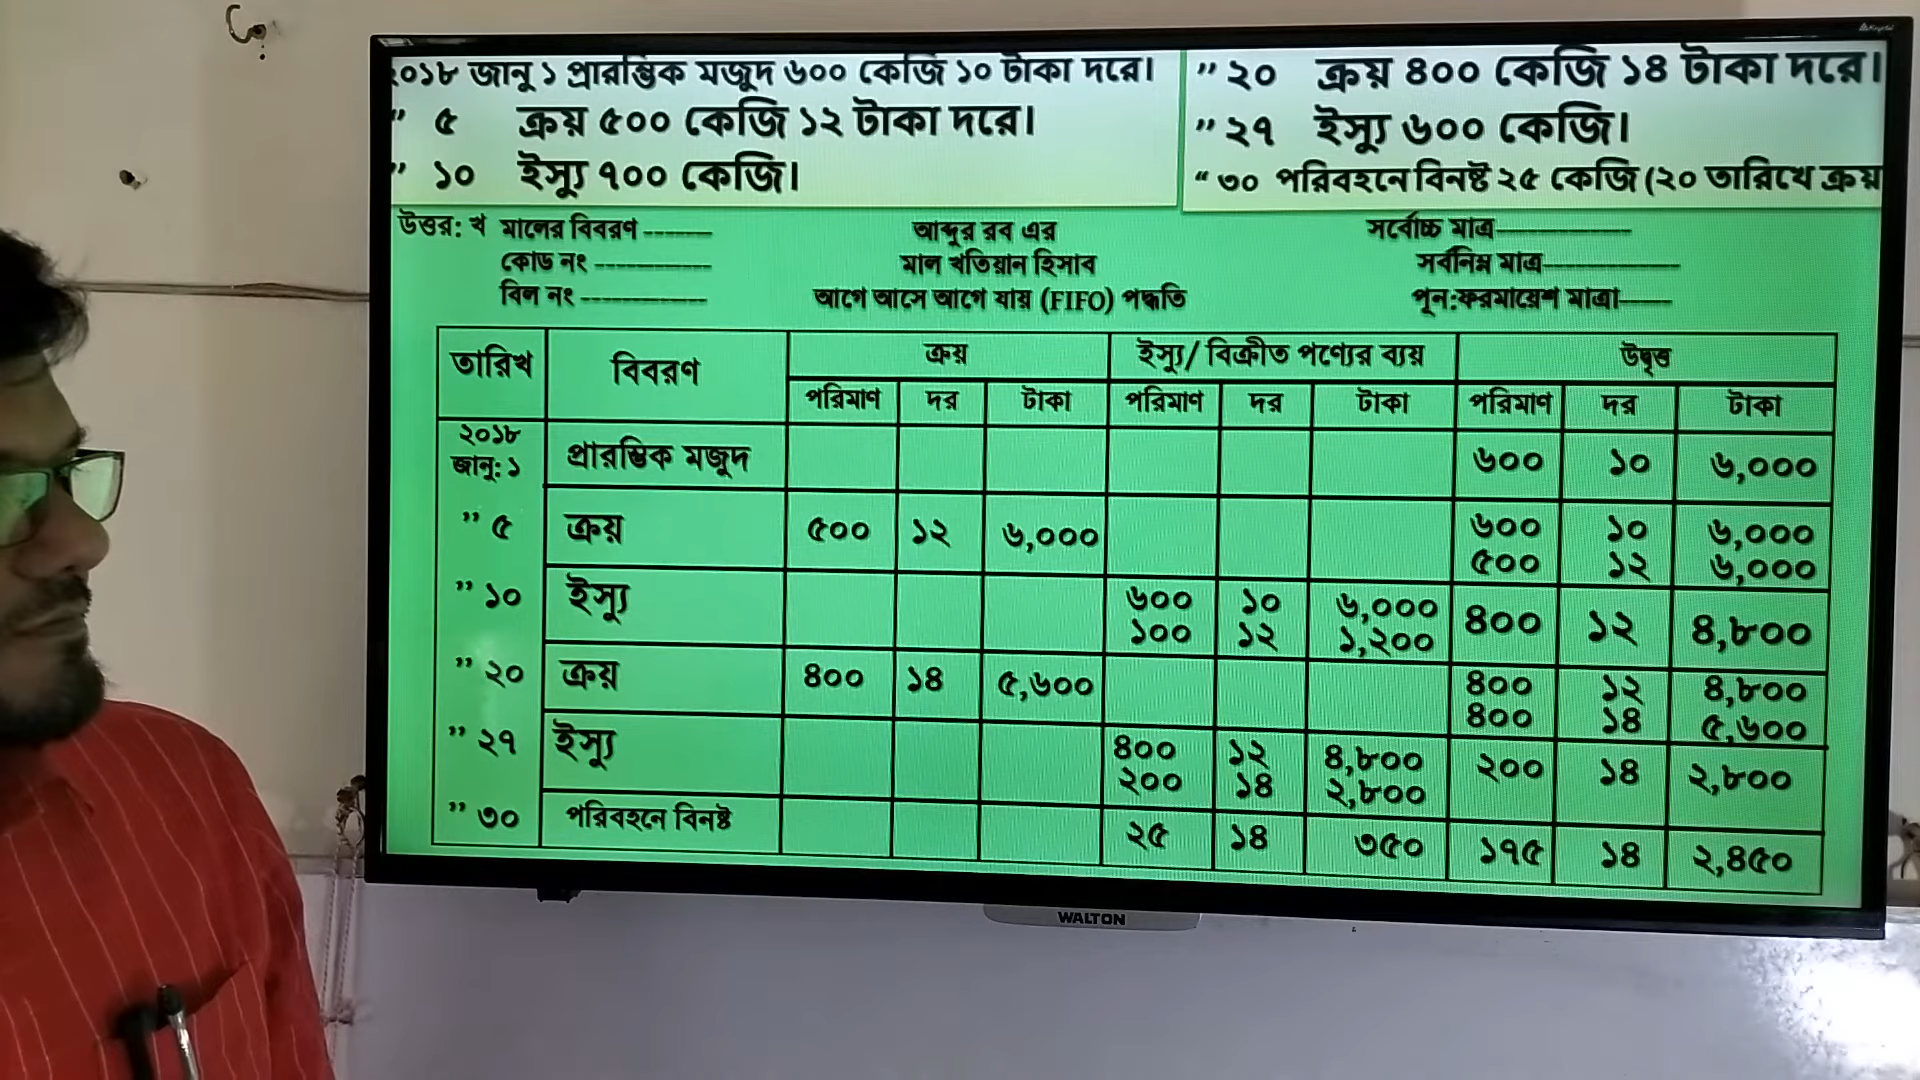 ২০১৮ জানু ১ প্রারম্ভিক মজুদ ৬০০ কেজি ১০ টাকা দরে।
” ৫ ক্রয় ৫০০ কেজি ১২ টাকা দরে।
” ১০ ইস্যু ৭০০ কেজি।
” ২০ ক্রয় ৪০০ কেজি ১৪ টাকা দরে।
” ২৭ ইস্যু ৬০০ কেজি।
“ ৩০ পরিবহনে বিনষ্ট ২৫ কেজি (২০ তারিখে ক্রয়
উত্তর: খ মালের বিবরণ ------- আব্দুর রব এর সর্বোচ্চ মাত্র-------------
কোড নং ----------- মাল খতিয়ান হিসাব সর্বনিম্ন মাত্র-------------
বিল নং ------------ আগে আসে আগে যায় (FIFO) পদ্ধতি পূন:ফরমায়েশ মাত্রা-----
তারিখ বিবরণ ক্রয় ইস্যু/ বিক্রীত পণ্যের ব্যয় উদ্বৃত্ত
পরিমাণ দর টাকা পরিমাণ দর টাকা পরিমাণ দর টাকা
২০১৮
জানু: ১ প্রারম্ভিক মজুদ ৬০০ ১০ ৬,০০০
” ৫ ক্রয় ৫০০ ১২ ৬,০০০ ৬০০ ১০ ৬,০০০
৫০০ ১২ ৬,০০০
” ১০ ইস্যু ৬০০ ১০ ৬,০০০ ৪০০ ১২ ৪,৮০০
১০০ ১২ ১,২০০
” ২০ ক্রয় ৪০০ ১৪ ৫,৬০০ ৪০০ ১২ ৪,৮০০
৪০০ ১৪ ৫,৬০০
” ২৭ ইস্যু ৪০০ ১২ ৪,৮০০ ২০০ ১৪ ২,৮০০
২০০ ১৪ ২,৮০০
” ৩০ পরিবহনে বিনষ্ট ২৫ ১৪ ৩৫০ ১৭৫ ১৪ ২,৪৫০
WALTON